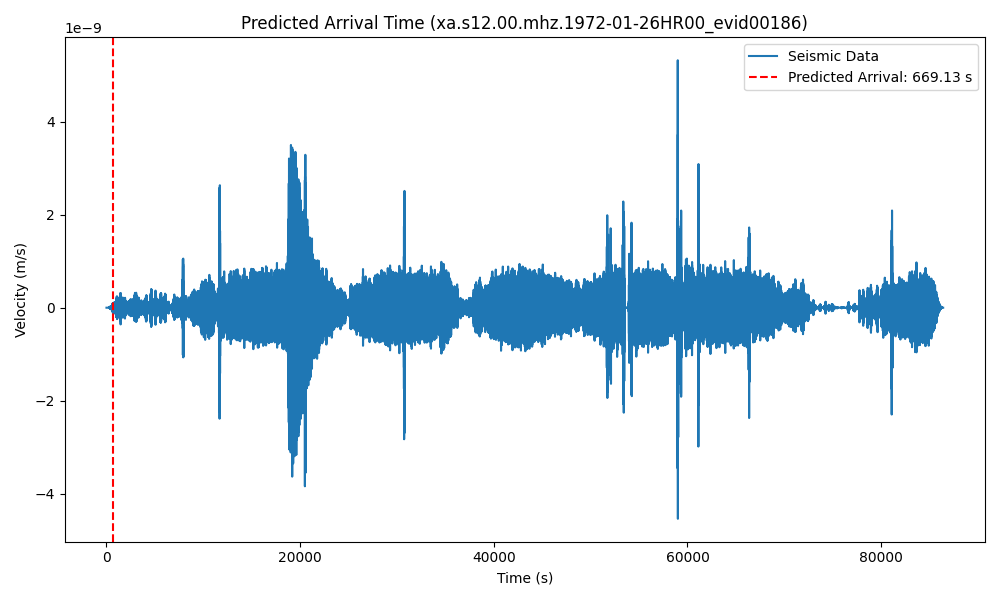 Predicted Arrival Time (xa.s12.00.mhz.1972-01-26HR00_evid00186)
1e−9
Seismic Data
Predicted Arrival: 669.13 s
4
2
0
−2
−4
Velocity (m/s)
0 20000 40000 60000 80000
Time (s)